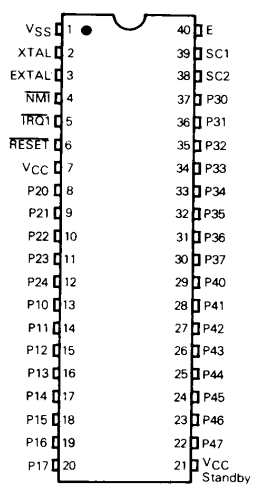 VSS 1 40 E
XTAL 2 39 SC1
EXTAL 3 38 SC2
NMI 4 37 P30
IRQ1 5 36 P31
RESET 6 35 P32
VCC 7 34 P33
P20 8 33 P34
P21 9 32 P35
P22 10 31 P36
P23 11 30 P37
P24 12 29 P40
P10 13 28 P41
P11 14 27 P42
P12 15 26 P43
P13 16 25 P44
P14 17 24 P45
P15 18 23 P46
P16 19 22 P47
P17 20 21 VCC
Standby